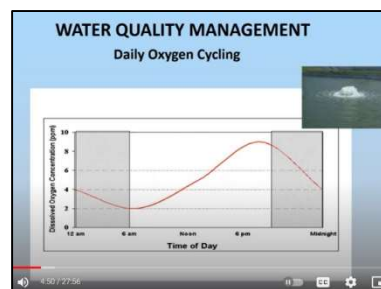 WATER QUALITY MANAGEMENT
Daily Oxygen Cycling
Dissolved Oxygen Concentration (ppm)
10
8
6
4
2
0
12 am
6 am
Noon
6 pm
Midnight
Time of Day
4:50 / 27:56
CC